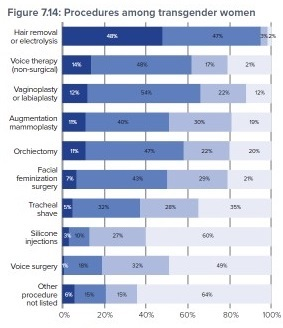 Figure 7.14: Procedures among transgender women
Hair removal
or electrolysis
48% 47% 3% 2%
Voice therapy
(non-surgical)
14% 48% 17% 21%
Vaginoplasty
or labiaplasty
12% 54% 22% 12%
Augmentation
mammoplasty
11% 40% 30% 19%
Orchiectomy
11% 47% 22% 20%
Facial
feminization
surgery
7% 43% 29% 21%
Tracheal
shave
5% 32% 28% 35%
Silicone
injections
3% 10% 27% 60%
Voice surgery
1% 18% 32% 49%
Other
procedure
not listed
6% 15% 15% 64%
0% 20% 40% 60% 80% 100%